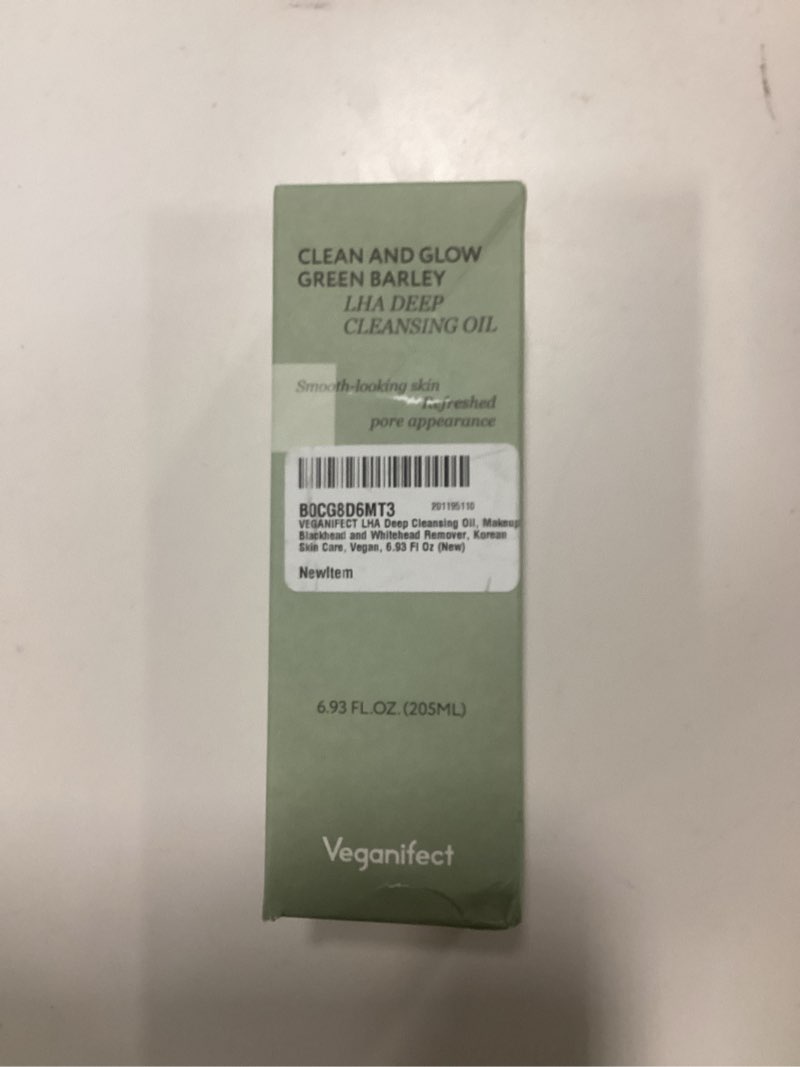 CLEAN AND GLOW
GREEN BARLEY
LHA DEEP
CLEANSING OIL
Smooth-looking skin
Refreshed
pore appearance
B0CG8D6MT3 201195110
VEGANIFECT LHA Deep Cleansing Oil, Makeup
Blackhead and Whitehead Remover, Korean
Skin Care, Vegan, 6.93 Fl Oz (New)
NewItem
6.93 FL.OZ. (205ML)
Veganifect